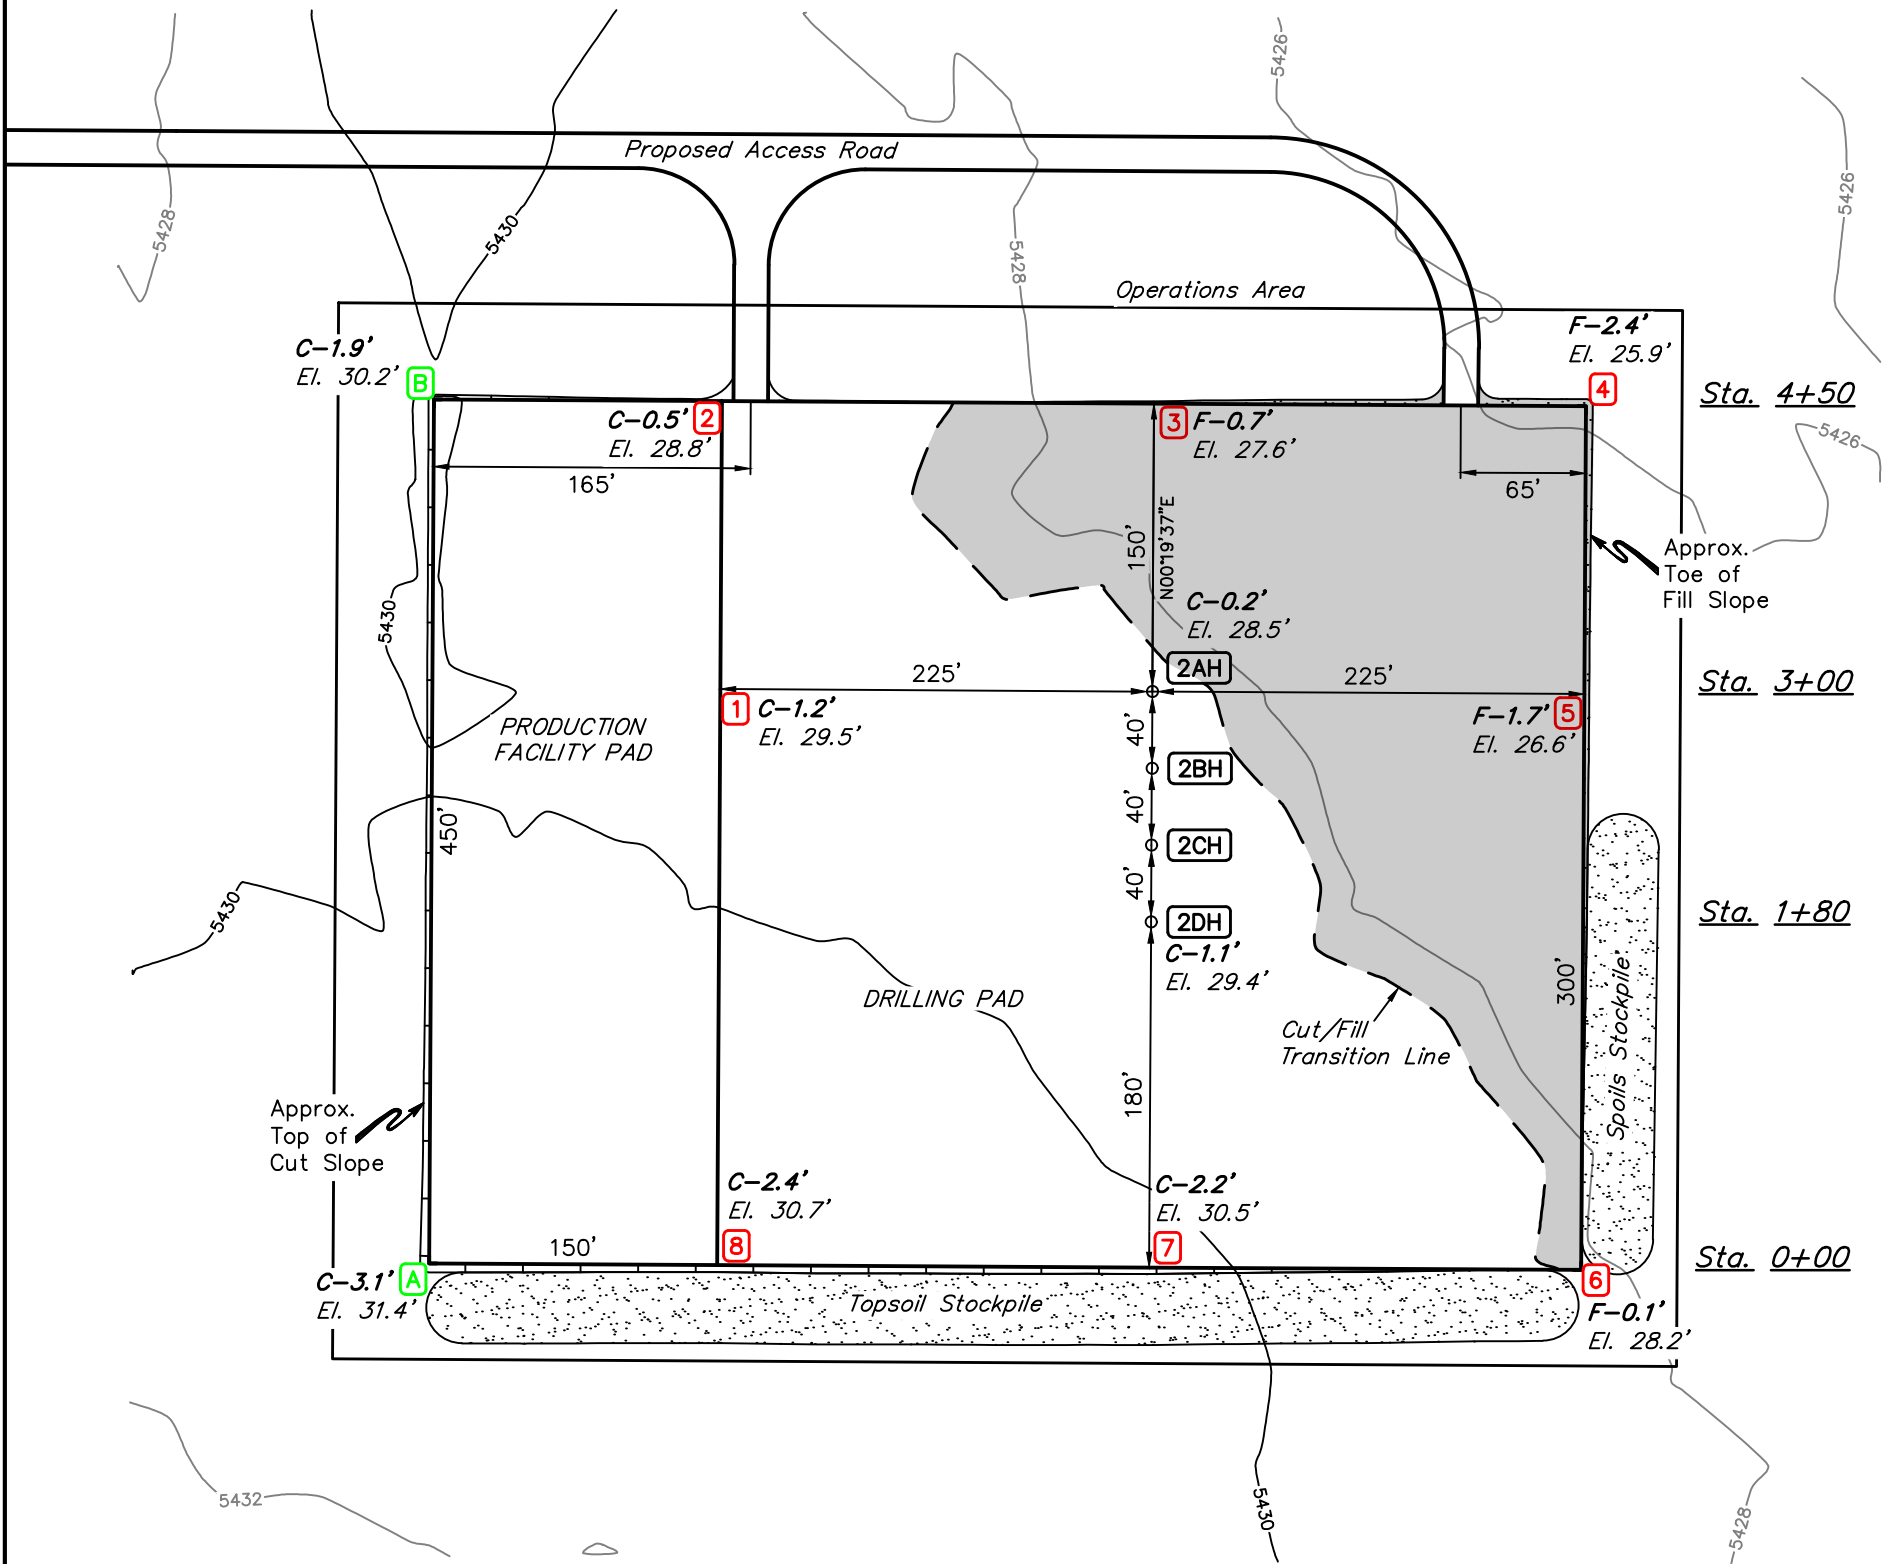 5426
Proposed Access Road
5428
5430
5428
5426
Operations Area
F-2.4'
El. 25.9'
C-1.9'
El. 30.2'
B
4
Sta. 4+50
C-0.5'
El. 28.8'
2
3
F-0.7'
El. 27.6'
5426
165'
65'
150'
N00°19'37"E
Approx.
Toe of
Fill Slope
5430
C-0.2'
El. 28.5'
2AH
225'
225'
Sta. 3+00
1
C-1.2'
El. 29.5'
F-1.7'
El. 26.6'
5
PRODUCTION
FACILITY PAD
40'
2BH
450'
40'
2CH
40'
5430
2DH
Sta. 1+80
C-1.1'
El. 29.4'
DRILLING PAD
300'
Spoils Stockpile
Cut/Fill
Transition Line
180'
Approx.
Top of
Cut Slope
C-2.4'
El. 30.7'
C-2.2'
El. 30.5'
150'
8
7
Sta. 0+00
C-3.1'
El. 31.4'
A
6
Topsoil Stockpile
F-0.1'
El. 28.2'
5432
5430
5428